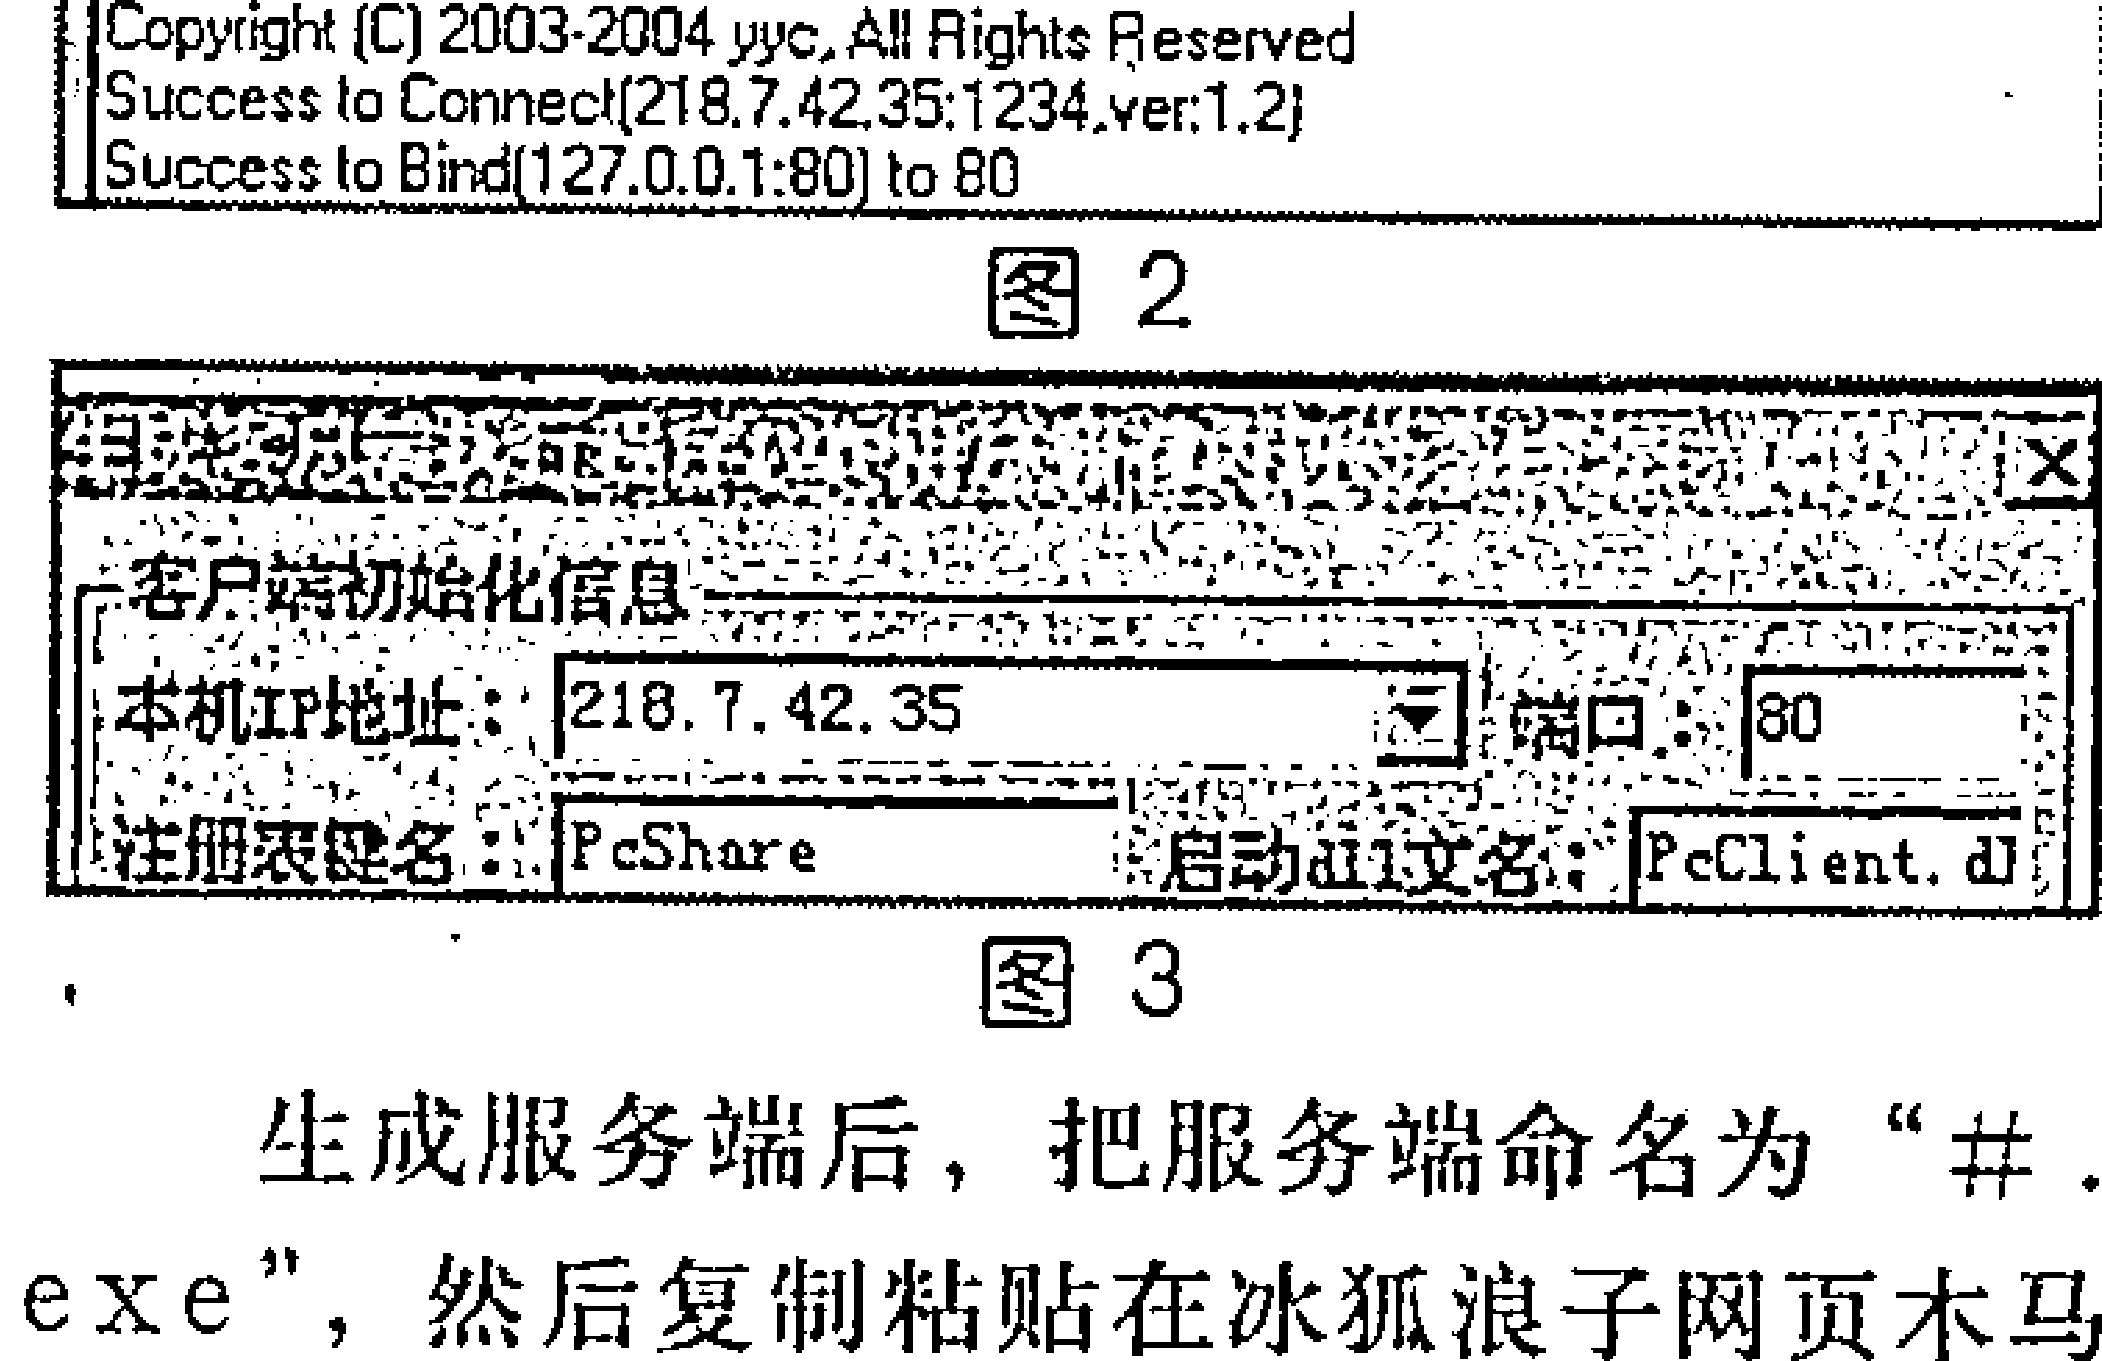 Copyright (C) 2003-2004 yyc, All Rights Reserved
Success to Connect(218.7.42.35:1234,ver:1.2)
Success to Bind(127.0.0.1:80) to 80
图 2
客户端初始化信息
本机IP地址： 218.7.42.35 端口： 80
注册表键名： PcShare 启动dll文名： PcClient.dl
图 3
生成服务端后，把服务端命名为“#.
exe”，然后复制粘贴在冰狐浪子网页木马